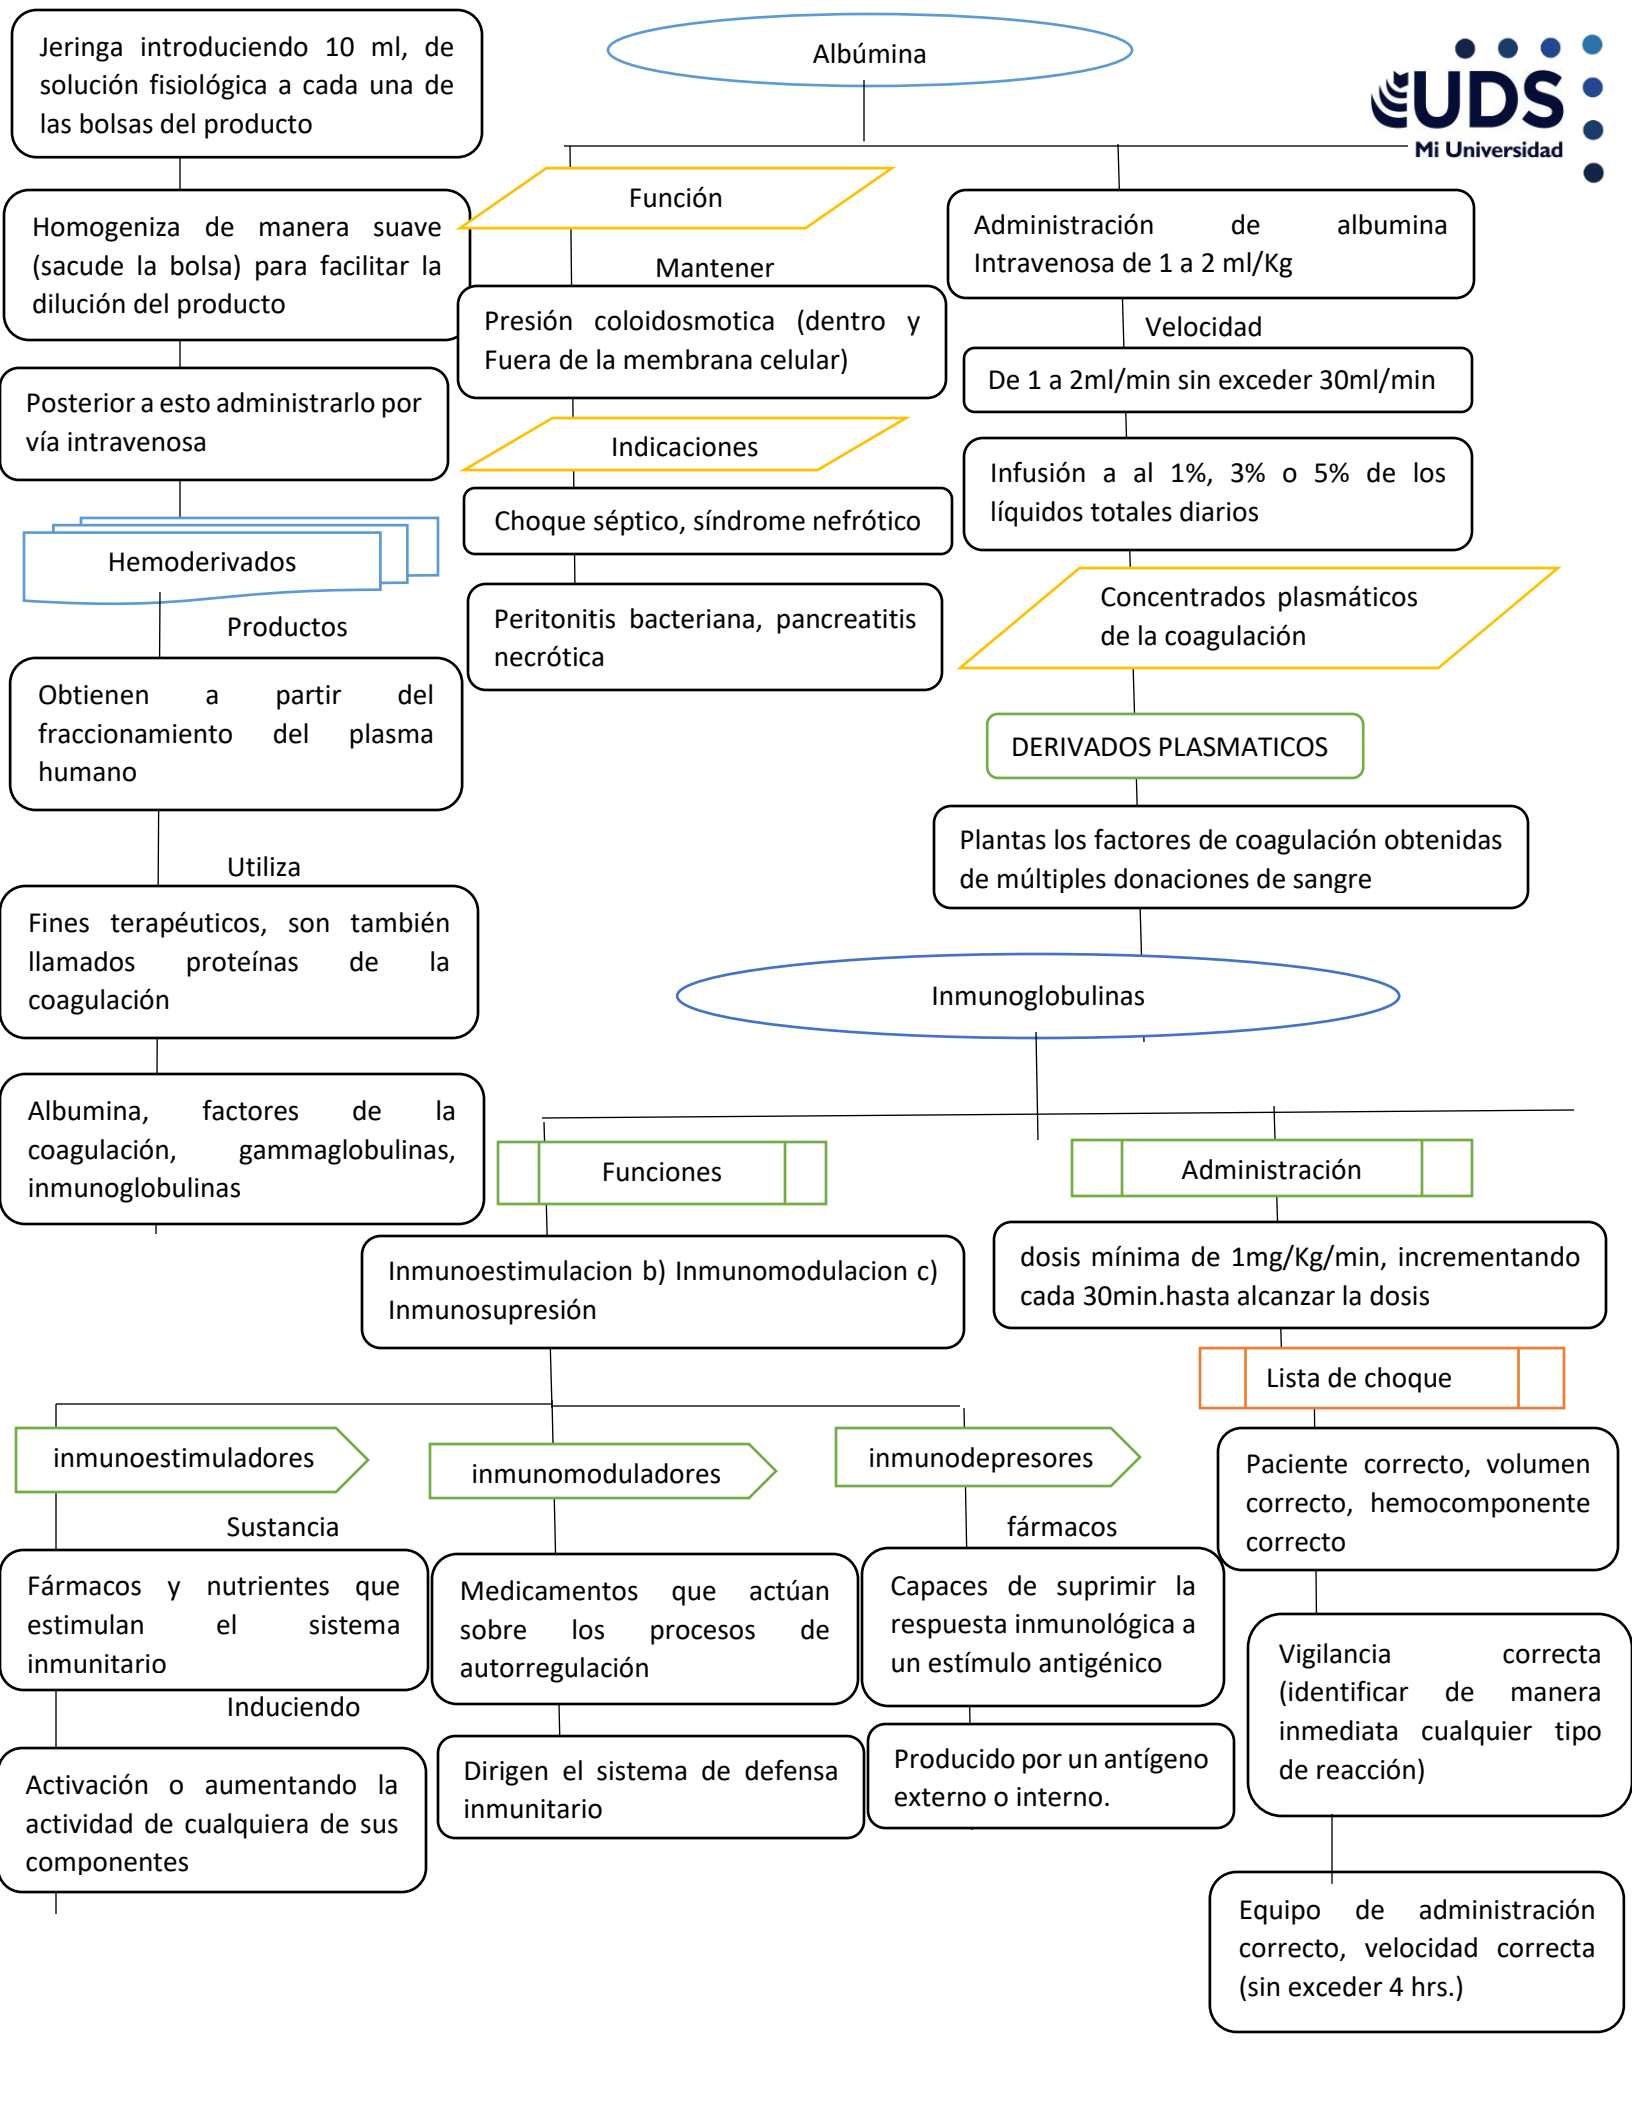 Jeringa introduciendo 10 ml, de
solución fisiológica a cada una de
las bolsas del producto
Homogeniza de manera suave
(sacude la bolsa) para facilitar la
dilución del producto
Posterior a esto administrarlo por
vía intravenosa
Hemoderivados
Productos
Obtienen a partir del
fraccionamiento del plasma
humano
Utiliza
Fines terapéuticos, son también
llamados proteínas de la
coagulación
Albumina, factores de la
coagulación, gammaglobulinas,
inmunoglobulinas
Albúmina
UDS
Mi Universidad
Función
Mantener
Presión coloidosmotica (dentro y
Fuera de la membrana celular)
Indicaciones
Choque séptico, síndrome nefrótico
Peritonitis bacteriana, pancreatitis
necrótica
Administración de albumina
Intravenosa de 1 a 2 ml/Kg
Velocidad
De 1 a 2ml/min sin exceder 30ml/min
Infusión a al 1%, 3% o 5% de los
líquidos totales diarios
Concentrados plasmáticos
de la coagulación
DERIVADOS PLASMATICOS
Plantas los factores de coagulación obtenidas
de múltiples donaciones de sangre
Inmunoglobulinas
Funciones
Inmunoestimulacion b) Inmunomodulacion c)
Inmunosupresión
Administración
dosis mínima de 1mg/Kg/min, incrementando
cada 30min.hasta alcanzar la dosis
Lista de choque
Paciente correcto, volumen
correcto, hemocomponente
correcto
Vigilancia correcta
(identificar de manera
inmediata cualquier tipo
de reacción)
Equipo de administración
correcto, velocidad correcta
(sin exceder 4 hrs.)
inmunoestimuladores
Sustancia
Fármacos y nutrientes que
estimulan el sistema
inmunitario
Induciendo
Activación o aumentando la
actividad de cualquiera de sus
componentes
inmunomoduladores
Medicamentos que actúan
sobre los procesos de
autorregulación
Dirigen el sistema de defensa
inmunitario
inmunodepresores
fármacos
Capaces de suprimir la
respuesta inmunológica a
un estímulo antigénico
Producido por un antígeno
externo o interno.